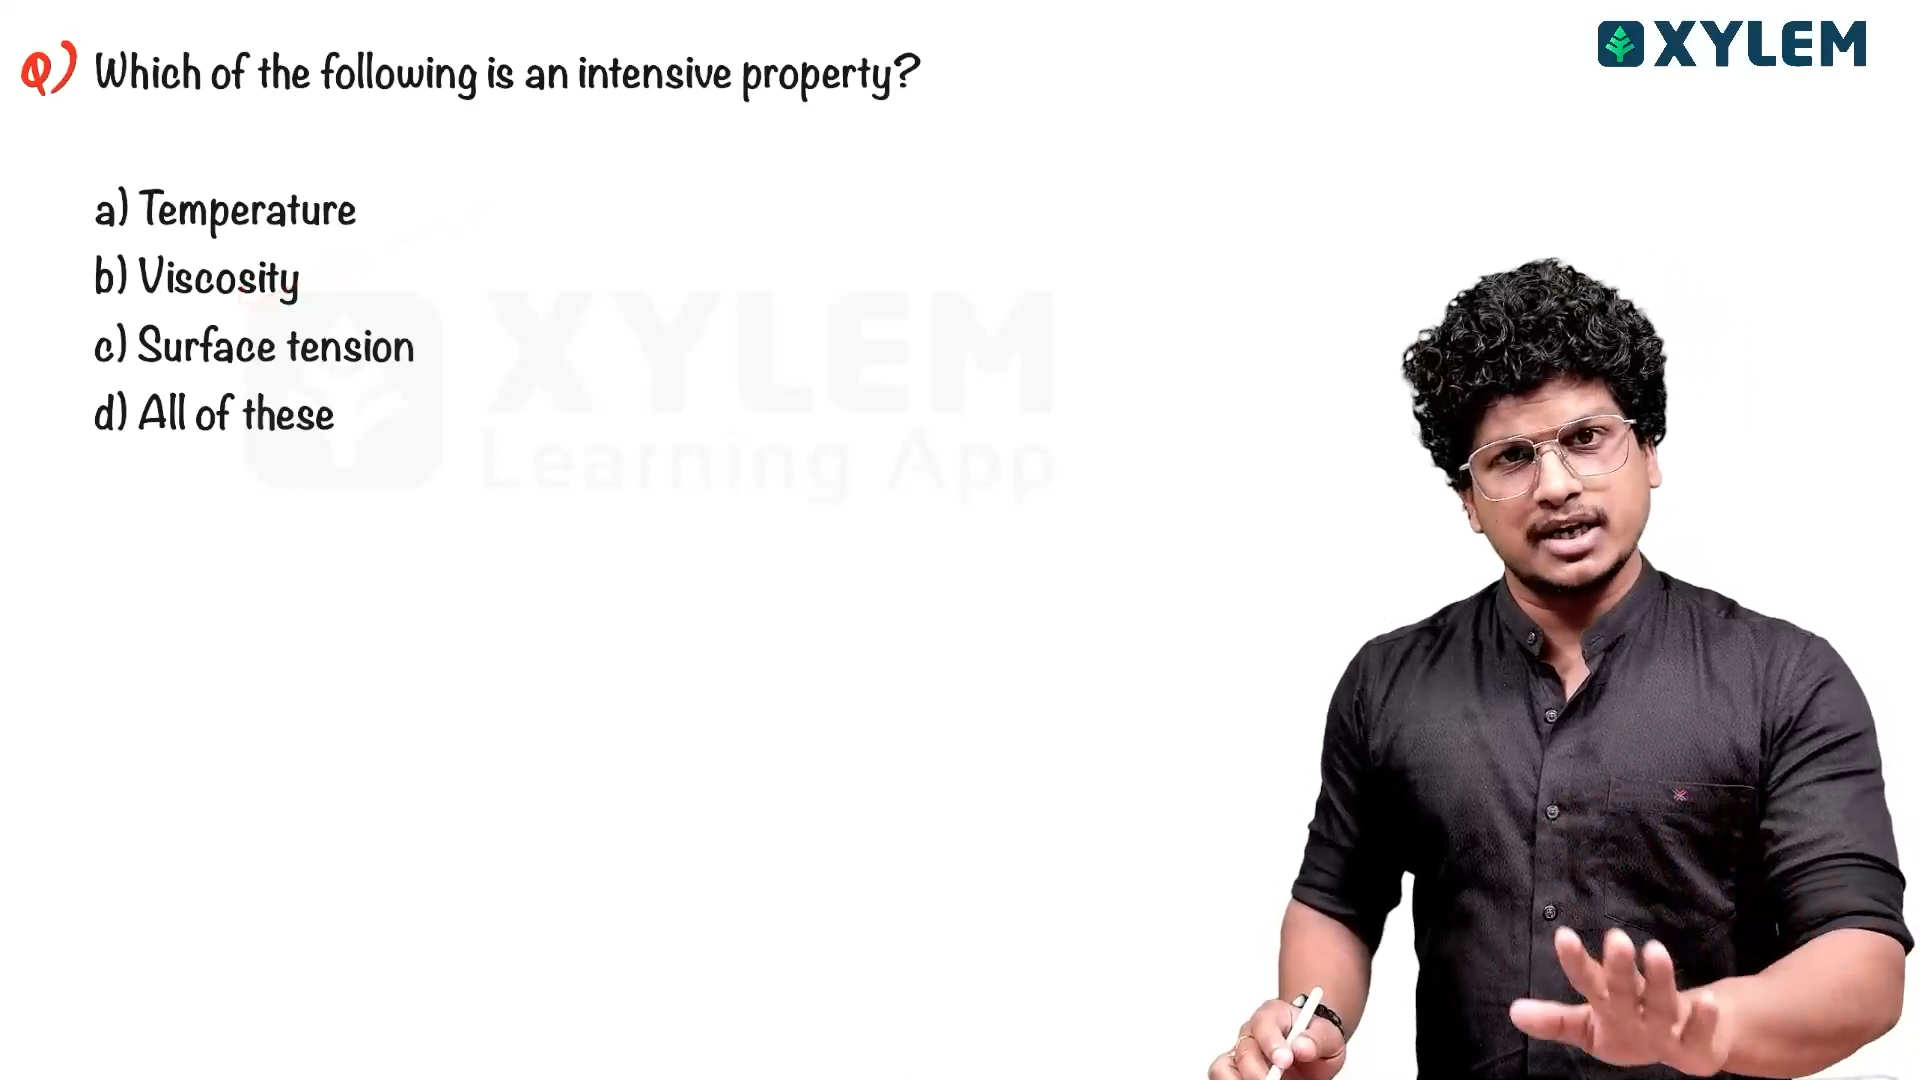 XYLEM
Q) Which of the following is an intensive property?
a) Temperature
b) Viscosity
c) Surface tension
d) All of these
XYLEM
Learning App